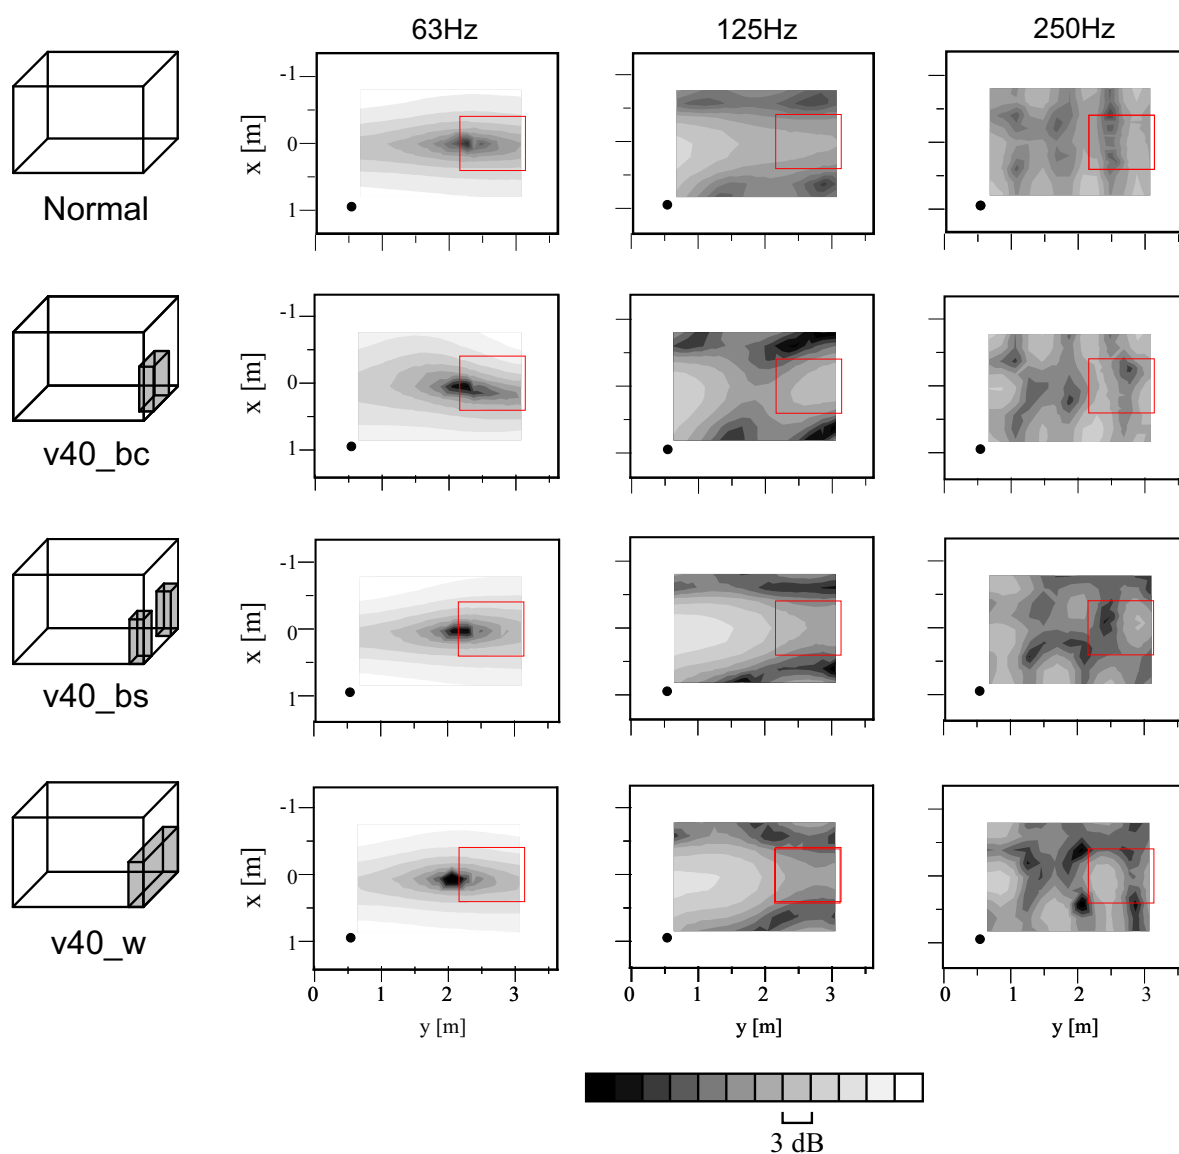 63Hz 125Hz 250Hz
-1
0
1
x [m]
Normal
-1
0
1
x [m]
v40_bc
-1
0
1
x [m]
v40_bs
-1
0
1
x [m]
v40_w
0 1 2 3 0 1 2 3 0 1 2 3
y [m] y [m] y [m]
3 dB